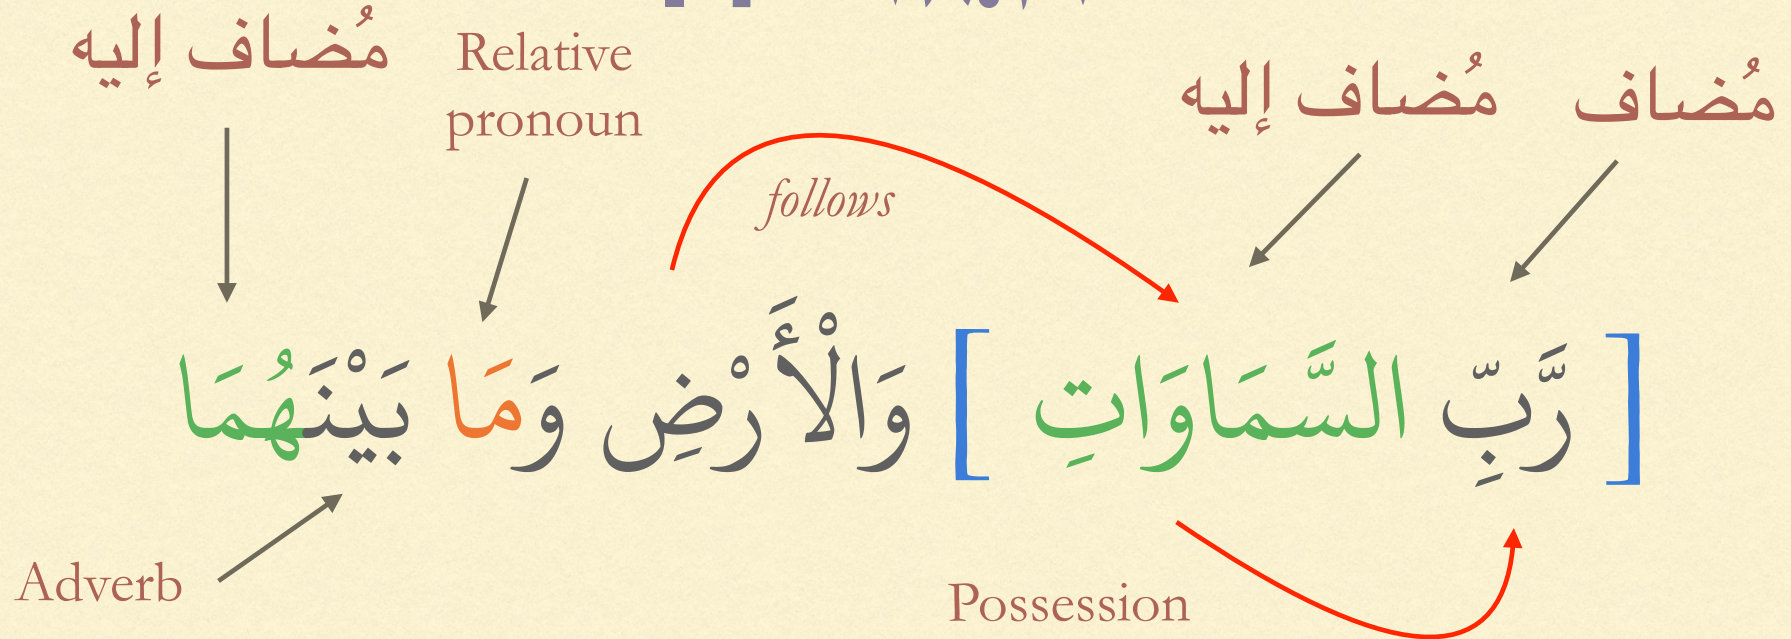 مُضاف
مُضاف إليه
Relative
pronoun
مُضاف إليه
follows
[ رَّبِّ السَّمَاوَاتِ ] وَالْأَرْضِ وَمَا بَيْنَهُمَا
Adverb
Possession